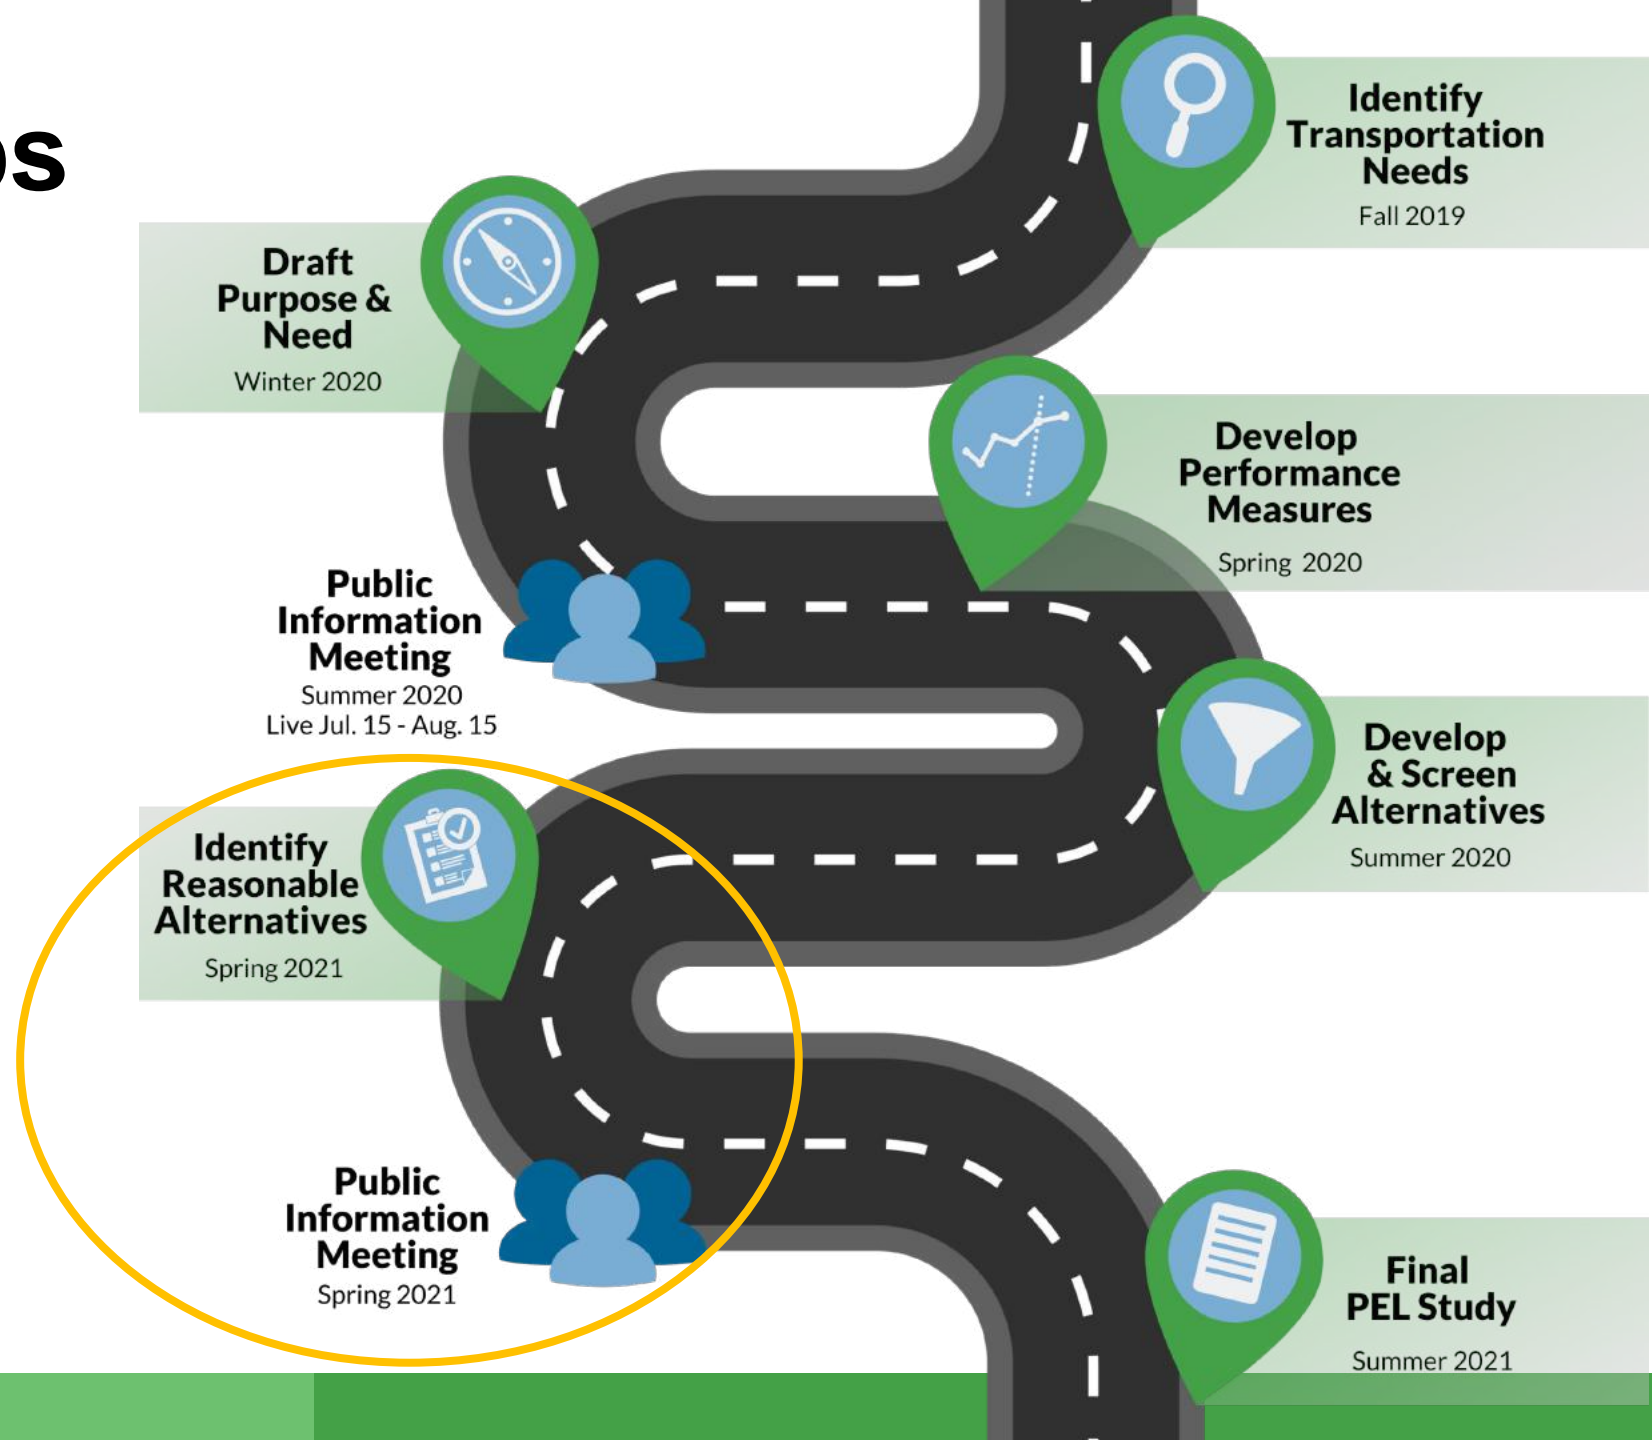 Identify
Transportation
Needs
Fall 2019
Draft
Purpose &
Need
Winter 2020
Develop
Performance
Measures
Spring 2020
Public
Information
Meeting
Summer 2020
Live Jul. 15 - Aug. 15
Develop
& Screen
Alternatives
Summer 2020
Identify
Reasonable
Alternatives
Spring 2021
Public
Information
Meeting
Spring 2021
Final
PEL Study
Summer 2021